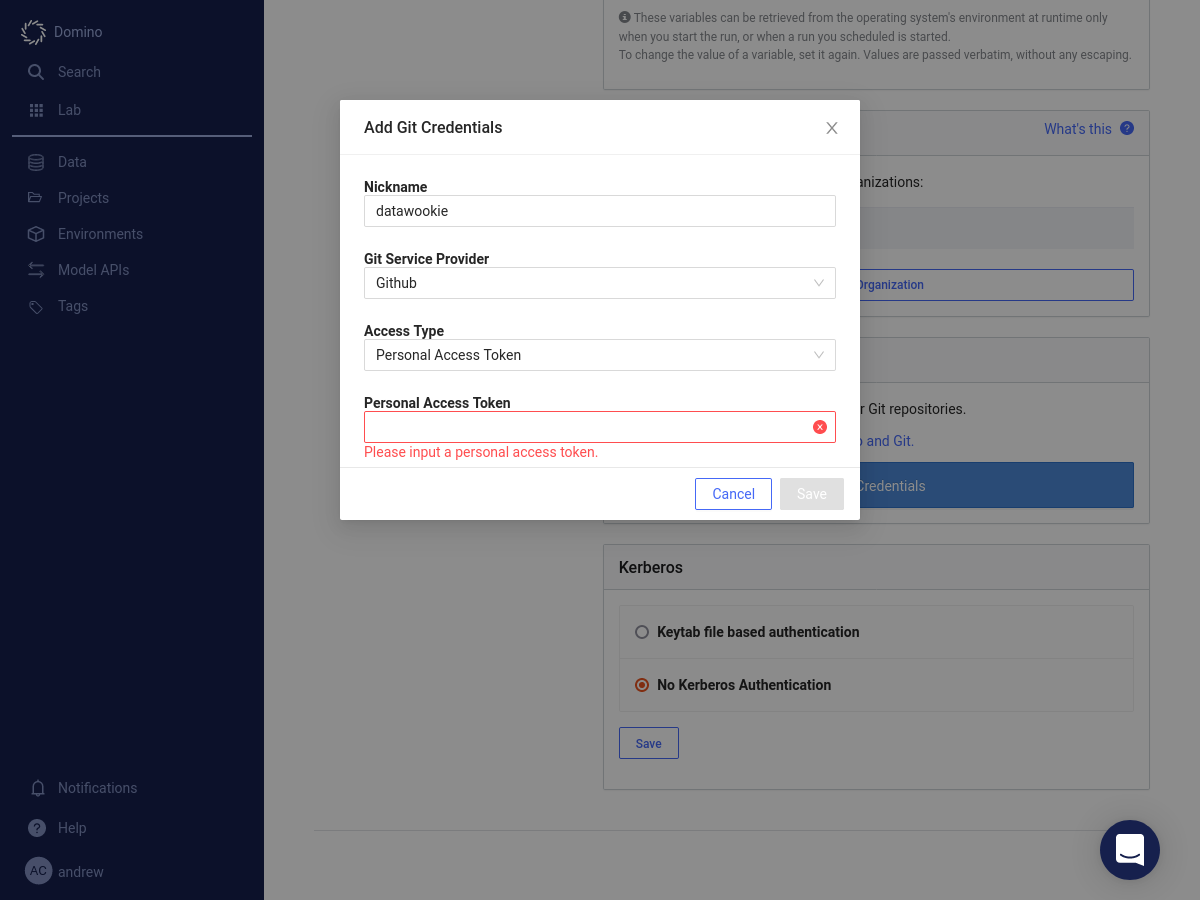 Domino
Search
Lab
Data
Projects
Environments
Model APIs
Tags
Notifications
Help
AC andrew
These variables can be retrieved from the operating system's environment at runtime only
when you start the run, or when a run you scheduled is started.
To change the value of a variable, set it again. Values are passed verbatim, without any escaping.
What's this ?
anizations:
Organization
r Git repositories.
and Git.
Credentials
Add Git Credentials
Nickname
datawookie
Git Service Provider
Github
Access Type
Personal Access Token
Personal Access Token
Please input a personal access token.
Cancel
Save
Kerberos
Keytab file based authentication
No Kerberos Authentication
Save